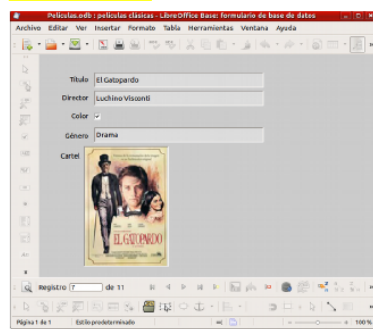 Películas.odb : películas clásicas - LibreOffice Base: formulario de base de datos
Archivo Editar Ver Insertar Formato Tabla Herramientas Ventana Ayuda
Título El Gatopardo
Director Luchino Visconti
Color
Género Drama
Cartel
EL GATOPARDO
Registro 7 de 11
Página 1 de 1 Estilo predeterminado 100%